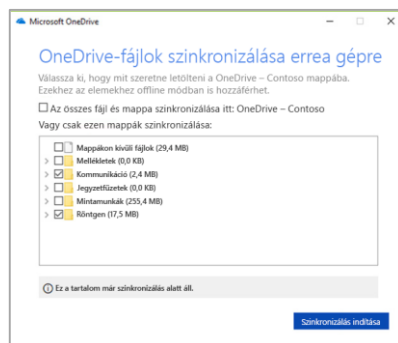 Microsoft OneDrive
OneDrive-fájlok szinkronizálása errea gépre
Válassza ki, hogy mit szeretne letölteni a OneDrive – Contoso mappába.
Ezekhez az elemekhez offline módban is hozzáférhet.
Az összes fájl és mappa szinkronizálása itt: OneDrive – Contoso
Vagy csak ezen mappák szinkronizálása:
Mappákon kívüli fájlok (29,4 MB)
Mellékletek (0,0 KB)
Kommunikáció (2,4 MB)
Jegyzetfüzetek (0,0 KB)
Mintamunkák (255,4 MB)
Röntgen (17,5 MB)
Ez a tartalom már szinkronizálás alatt áll.
Szinkronizálás indítása